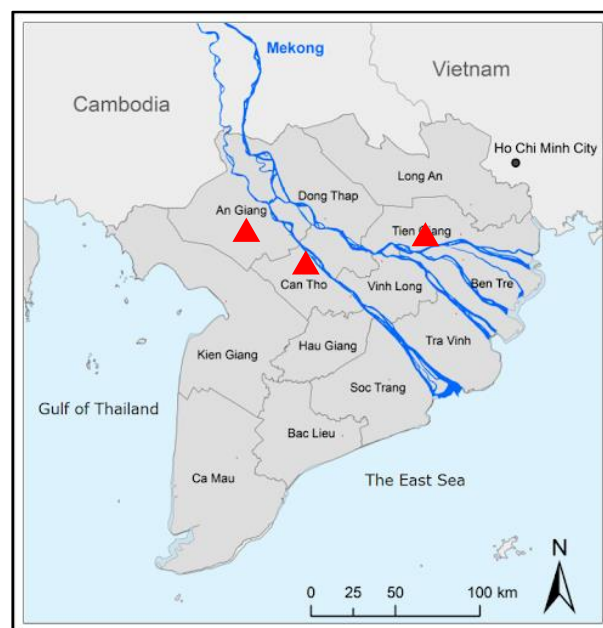 Mekong
Vietnam
Cambodia
Ho Chi Minh City
Long An
Dong Thap
An Giang
Tien Giang
Can Tho
Vinh Long
Ben Tre
Kien Giang
Hau Giang
Tra Vinh
Soc Trang
Gulf of Thailand
Bac Lieu
Ca Mau
The East Sea
N
0 25 50 100 km